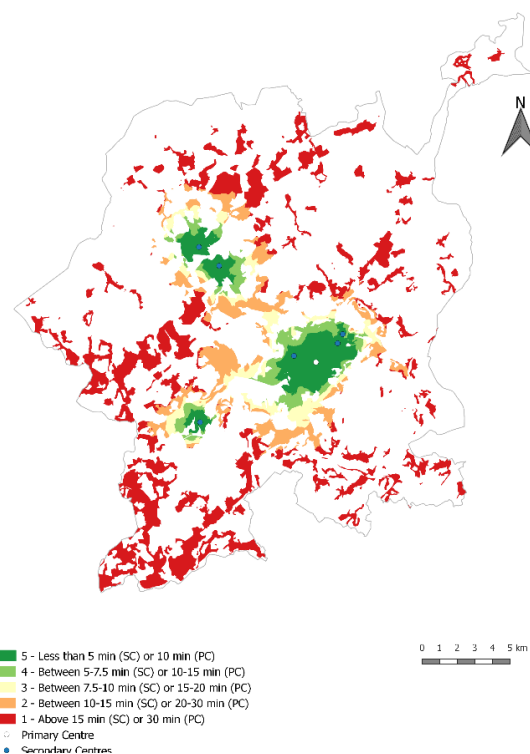 N
5 - Less than 5 min (SC) or 10 min (PC)
4 - Between 5-7.5 min (SC) or 10-15 min (PC)
3 - Between 7.5-10 min (SC) or 15-20 min (PC)
2 - Between 10-15 min (SC) or 20-30 min (PC)
1 - Above 15 min (SC) or 30 min (PC)
Primary Centre
Secondary Centres
0 1 2 3 4 5 km